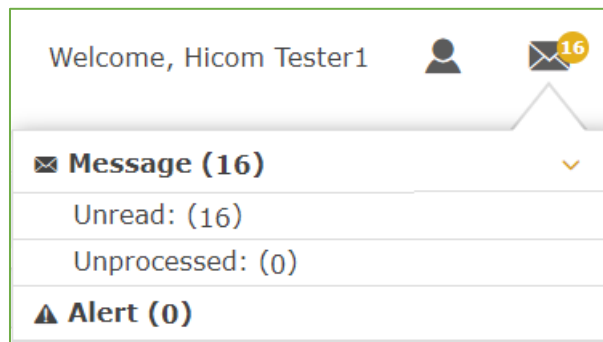 Welcome, Hicom Tester1
16
Message (16)
Unread: (16)
Unprocessed: (0)
Alert (0)